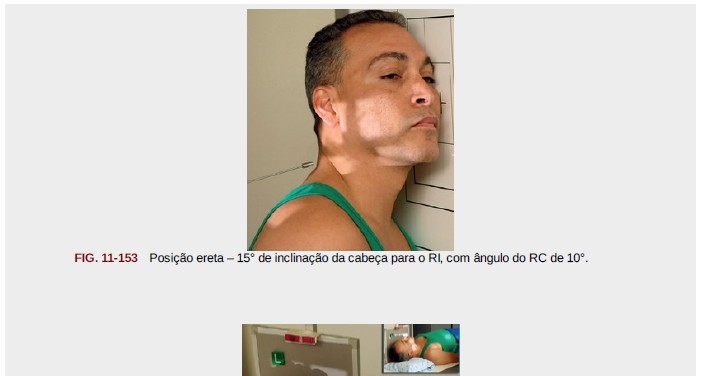 FIG. 11-153 Posição ereta – 15° de inclinação da cabeça para o RI, com ângulo do RC de 10°.